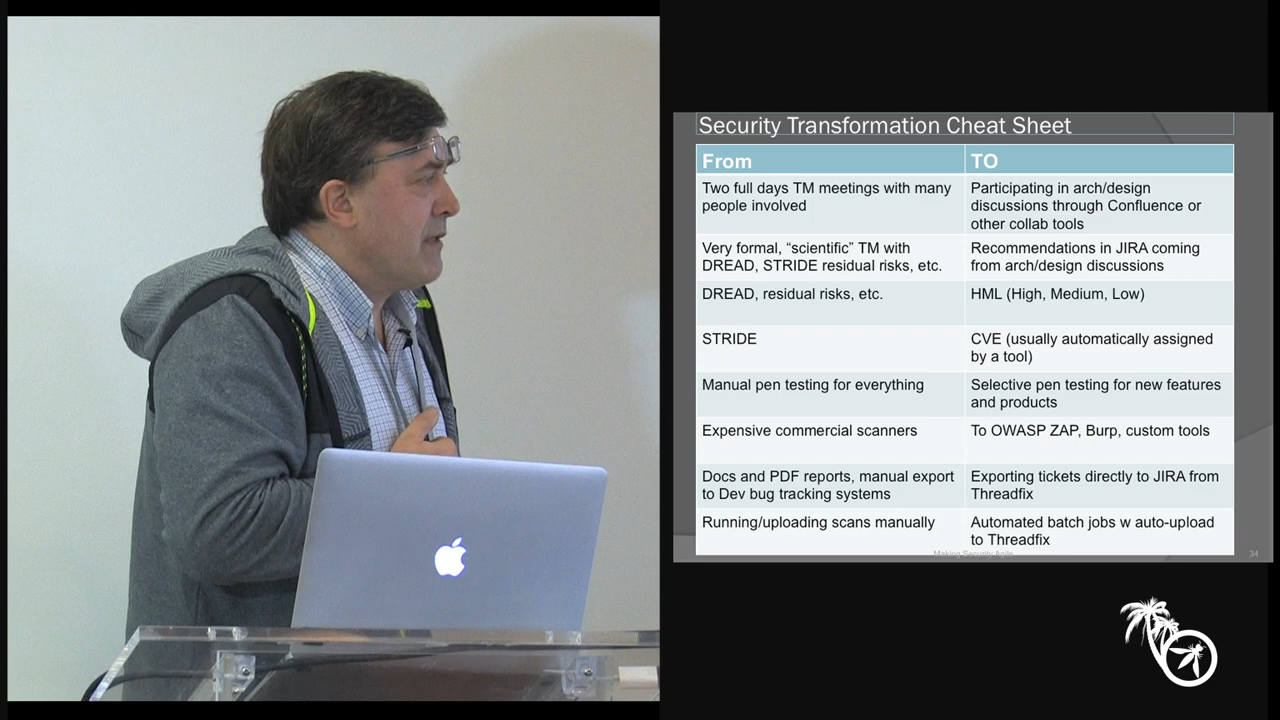 Security Transformation Cheat Sheet
From
TO
Two full days TM meetings with many
people involved
Participating in arch/design
discussions through Confluence or
other collab tools
Very formal, “scientific” TM with
DREAD, STRIDE residual risks, etc.
Recommendations in JIRA coming
from arch/design discussions
DREAD, residual risks, etc.
HML (High, Medium, Low)
STRIDE
CVE (usually automatically assigned
by a tool)
Manual pen testing for everything
Selective pen testing for new features
and products
Expensive commercial scanners
To OWASP ZAP, Burp, custom tools
Docs and PDF reports, manual export
to Dev bug tracking systems
Exporting tickets directly to JIRA from
Threadfix
Running/uploading scans manually
Automated batch jobs w auto-upload
to Threadfix
Making Security Agile
34